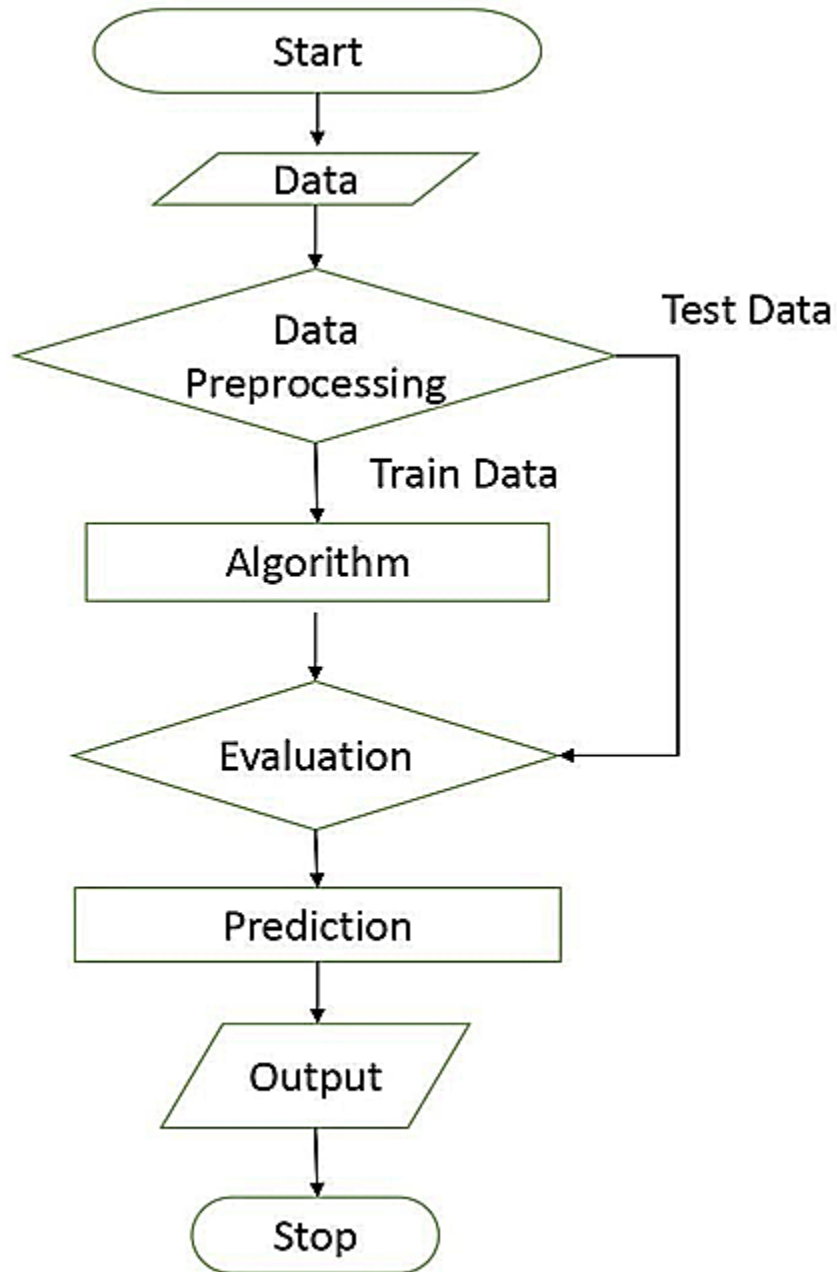 Start
Data
Test Data
Data
Preprocessing
Train Data
Algorithm
Evaluation
Prediction
Output
Stop